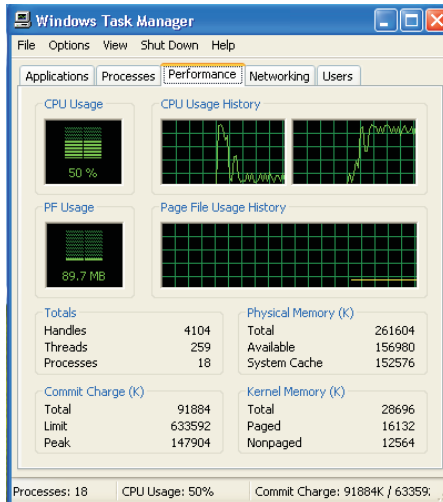 Windows Task Manager
File Options View Shut Down Help
Applications Processes Performance Networking Users
CPU Usage CPU Usage History
50 %
PF Usage Page File Usage History
89.7 MB
Totals Physical Memory (K)
Handles 4104 Total 261604
Threads 259 Available 156980
Processes 18 System Cache 152576
Commit Charge (K) Kernel Memory (K)
Total 91884 Total 28696
Limit 633592 Paged 16132
Peak 147904 Nonpaged 12564
Processes: 18 CPU Usage: 50% Commit Charge: 91884K / 63359